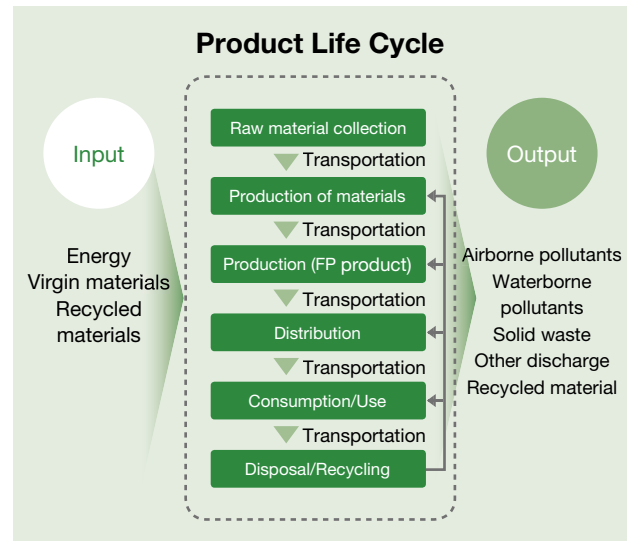 Product Life Cycle
Input
Energy
Virgin materials
Recycled
materials
Raw material collection
Transportation
Production of materials
Transportation
Production (FP product)
Transportation
Distribution
Transportation
Consumption/Use
Transportation
Disposal/Recycling
Output
Airborne pollutants
Waterborne
pollutants
Solid waste
Other discharge
Recycled material